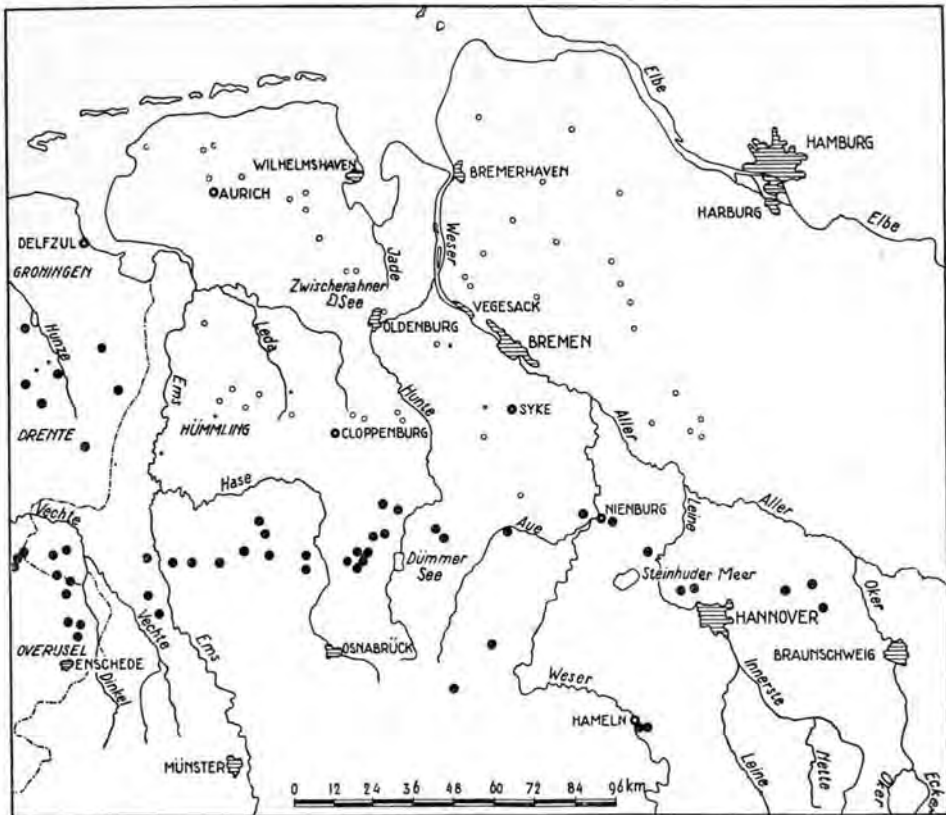 Elbe
HAMBURG
WILHELMSHAVEN
BREMERHAVEN
AURICH
HARBURG
Elbe
DELFZUL
GRONINGEN
Jade
Weser
Zwischenahner
See
VEGESACK
OLDENBURG
BREMEN
Hunze
Leda
Ems
Hunte
SYKE
HÜMMLING
CLOPPENBURG
DRENTE
Aller
Hase
Vechte
Aue
NIENBURG
Leine
Aller
Dümmer
See
Steinhuder Meer
Oker
HANNOVER
OVERIJSEL
Vechte
Ems
OSNABRÜCK
BRAUNSCHWEIG
ENSCHEDE
Dinkel
Weser
Innerste
HAMELN
MÜNSTER
Leine
Nette
Oker
Ecker
0 12 24 36 48 60 72 84 96 km